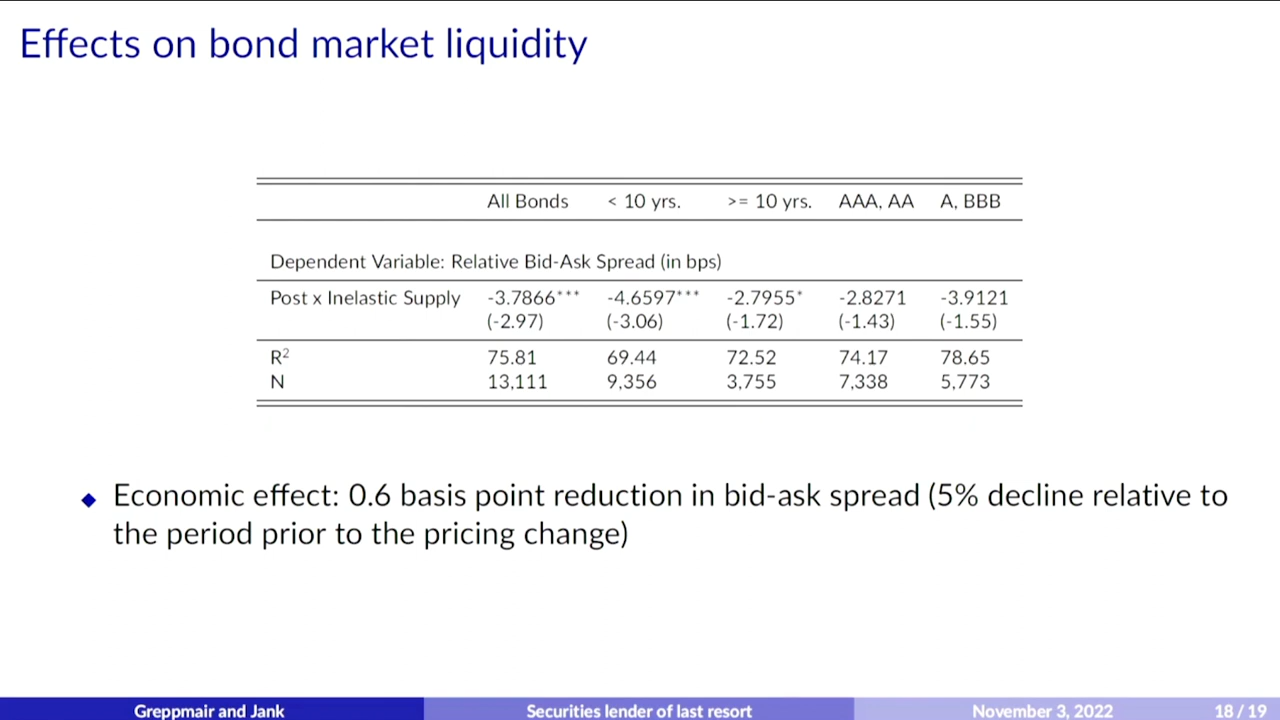 Effects on bond market liquidity
All Bonds < 10 yrs. >= 10 yrs. AAA, AA A, BBB
Dependent Variable: Relative Bid-Ask Spread (in bps)
Post x Inelastic Supply -3.7866*** -4.6597*** -2.7955* -2.8271 -3.9121
(-2.97) (-3.06) (-1.72) (-1.43) (-1.55)
R² 75.81 69.44 72.52 74.17 78.65
N 13,111 9,356 3,755 7,338 5,773
◆ Economic effect: 0.6 basis point reduction in bid-ask spread (5% decline relative to
the period prior to the pricing change)
Greppmair and Jank Securities lender of last resort November 3, 2022 18 / 19